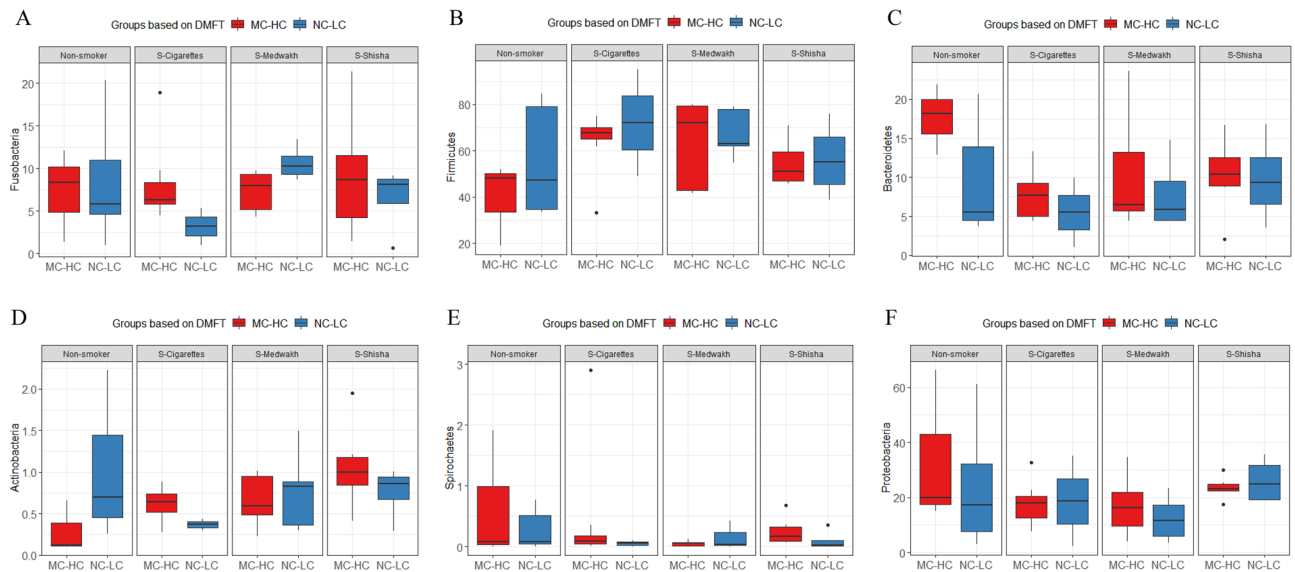 A
Groups based on DMFT MC-HC NC-LC
Non-smoker S-Cigarettes S-Medwakh S-Shisha
Fusobacteria
20
15
10
5
0
MC-HC NC-LC MC-HC NC-LC MC-HC NC-LC MC-HC NC-LC
B
Groups based on DMFT MC-HC NC-LC
Non-smoker S-Cigarettes S-Medwakh S-Shisha
Firmicutes
80
60
40
20
MC-HC NC-LC MC-HC NC-LC MC-HC NC-LC MC-HC NC-LC
C
Groups based on DMFT MC-HC NC-LC
Non-smoker S-Cigarettes S-Medwakh S-Shisha
Bacteroidetes
20
15
10
5
0
MC-HC NC-LC MC-HC NC-LC MC-HC NC-LC MC-HC NC-LC
D
Groups based on DMFT MC-HC NC-LC
Non-smoker S-Cigarettes S-Medwakh S-Shisha
Actinobacteria
2.0
1.5
1.0
0.5
0.0
MC-HC NC-LC MC-HC NC-LC MC-HC NC-LC MC-HC NC-LC
E
Groups based on DMFT MC-HC NC-LC
Non-smoker S-Cigarettes S-Medwakh S-Shisha
Spirochaetes
3
2
1
0
MC-HC NC-LC MC-HC NC-LC MC-HC NC-LC MC-HC NC-LC
F
Groups based on DMFT MC-HC NC-LC
Non-smoker S-Cigarettes S-Medwakh S-Shisha
Proteobacteria
60
40
20
0
MC-HC NC-LC MC-HC NC-LC MC-HC NC-LC MC-HC NC-LC